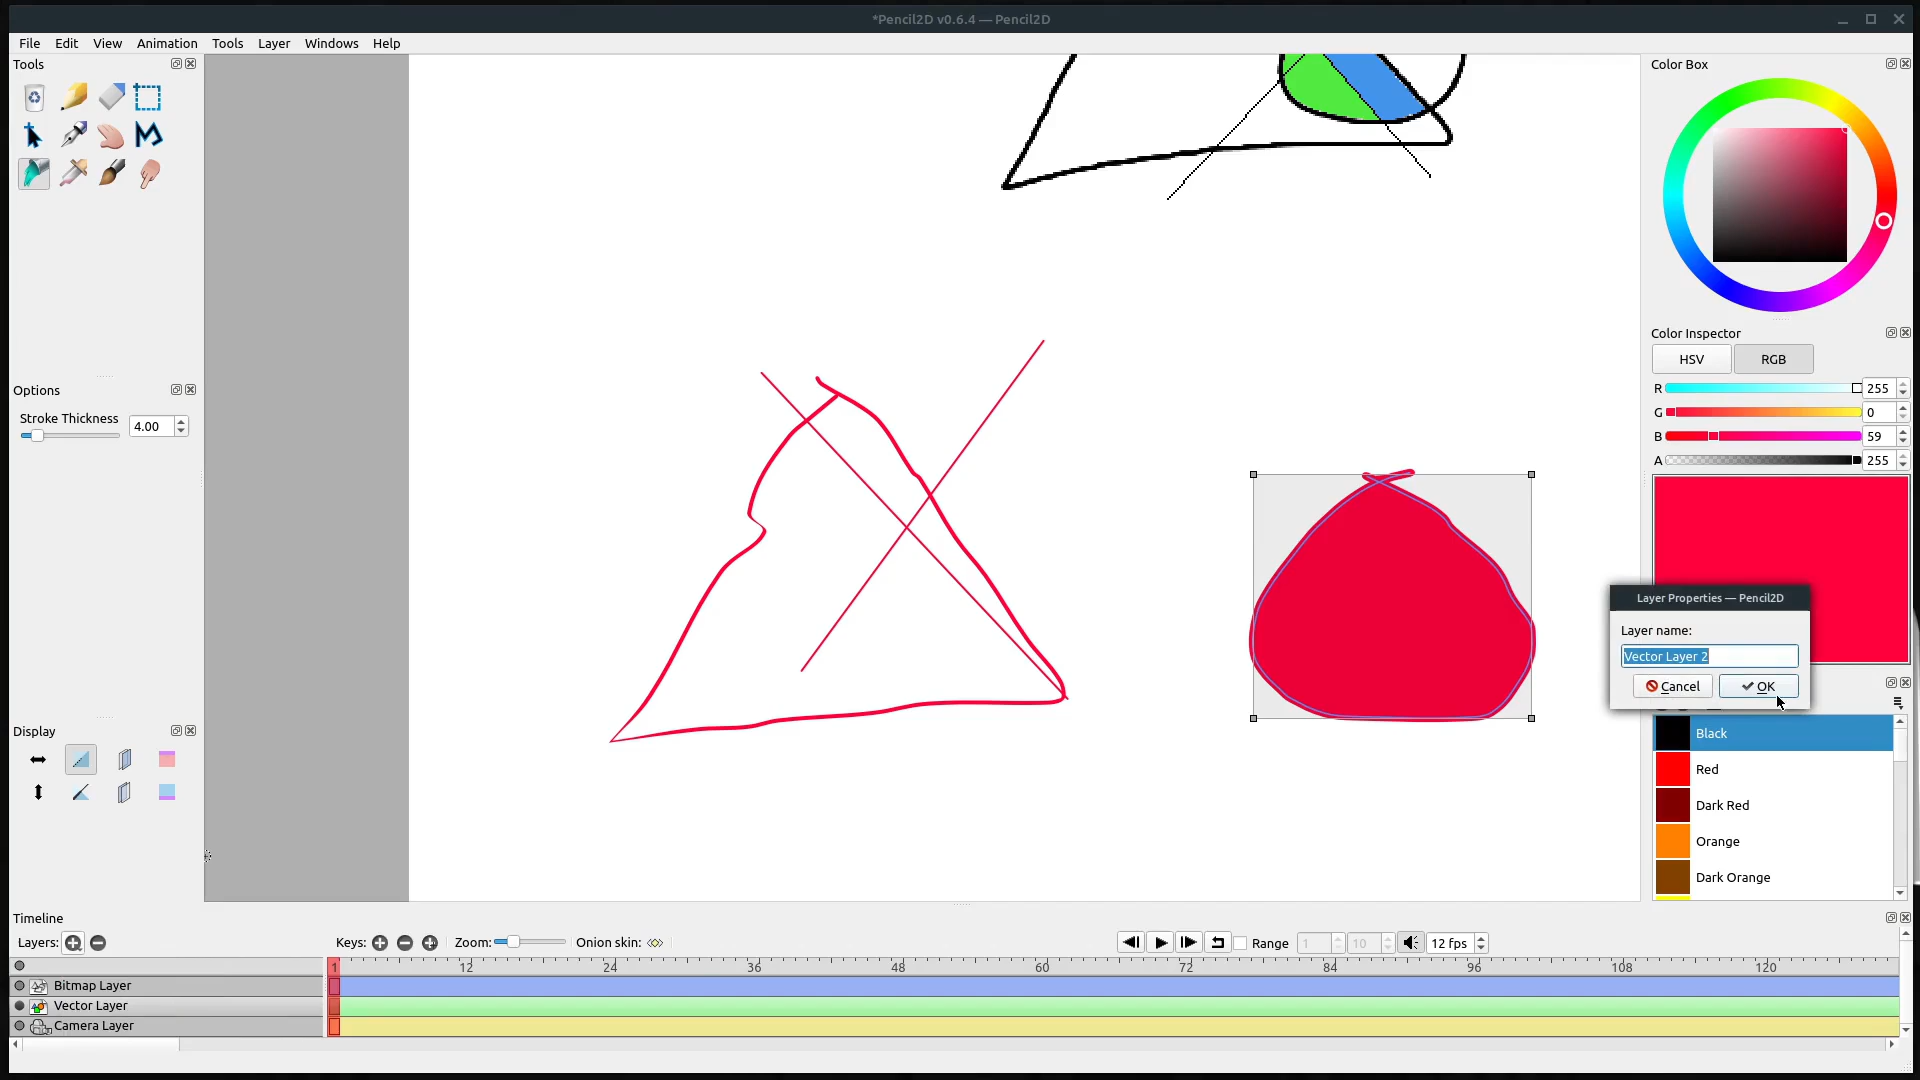 *Pencil2D v0.6.4 — Pencil2D
File Edit View Animation Tools Layer Windows Help
Tools
Color Box
Color Inspector
HSV RGB
R 255
G 0
B 59
A 255
Options
Stroke Thickness 4.00
Layer Properties — Pencil2D
Layer name:
Vector Layer 2
Cancel OK
Display
Black
Red
Dark Red
Orange
Dark Orange
Timeline
Layers: Keys: Zoom: Onion skin: Range 1 10 12 fps
1 12 24 36 48 60 72 84 96 108 120
Bitmap Layer
Vector Layer
Camera Layer